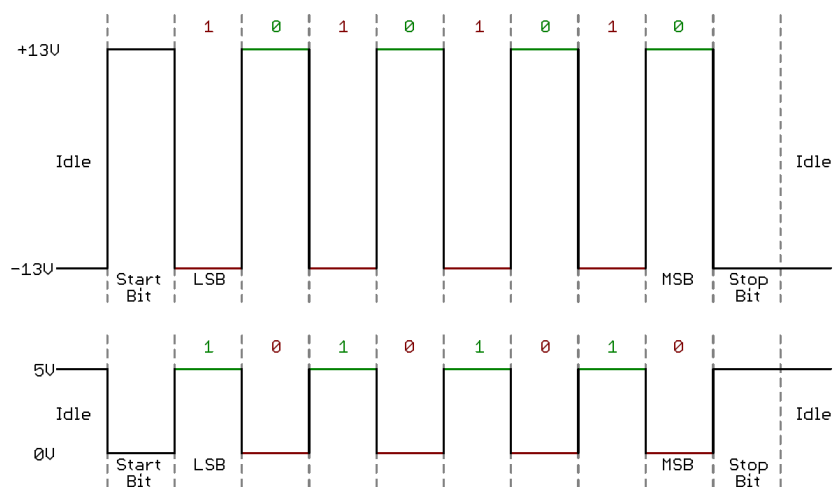 1 0 1 0 1 0 1 0
+13V
Idle Idle
-13V
Start LSB MSB Stop
Bit Bit
1 0 1 0 1 0 1 0
5V
Idle Idle
0V
Start LSB MSB Stop
Bit Bit